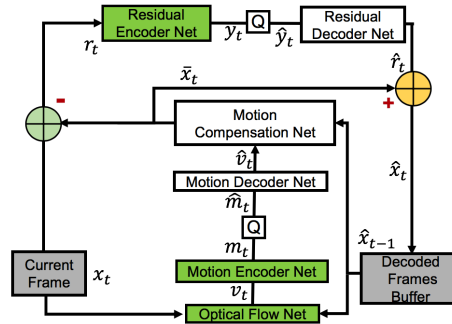 Residual
Encoder Net
Q
Residual
Decoder Net
r_t
y_t
ŷ_t
r̂_t
x̄_t
-
+
Motion
Compensation Net
v̂_t
x̂_t
Motion Decoder Net
m̂_t
Q
x̂_{t-1}
m_t
Current
Frame
x_t
Motion Encoder Net
Decoded
Frames
Buffer
v_t
Optical Flow Net